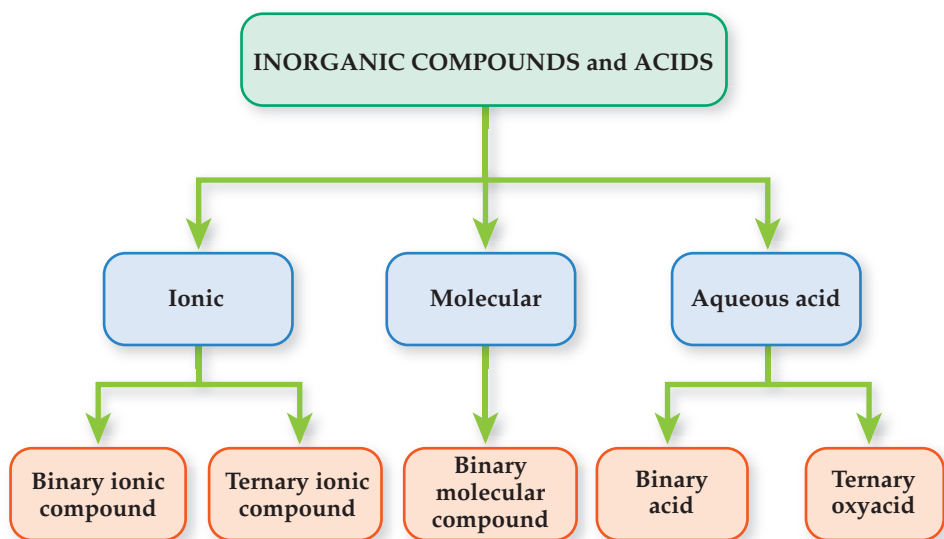 INORGANIC COMPOUNDS and ACIDS
Ionic
Molecular
Aqueous acid
Binary ionic
compound
Ternary ionic
compound
Binary
molecular
compound
Binary
acid
Ternary
oxyacid